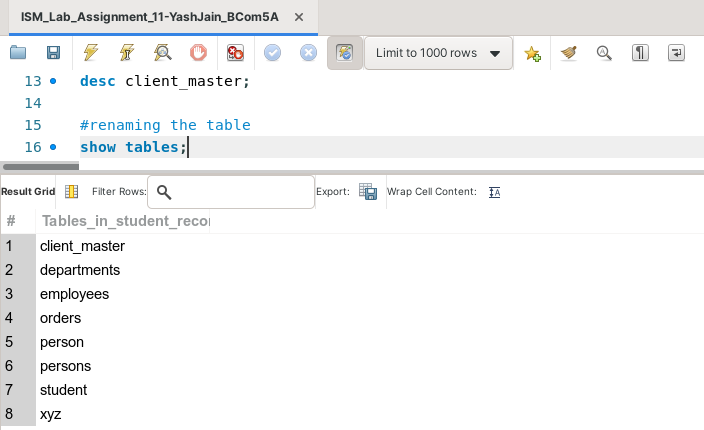 ISM_Lab_Assignment_11-YashJain_BCom5A ×
Limit to 1000 rows
13 desc client_master;
14
15 #renaming the table
16 show tables;
Result Grid Filter Rows: Export: Wrap Cell Content:
# Tables_in_student_reco
1 client_master
2 departments
3 employees
4 orders
5 person
6 persons
7 student
8 xyz